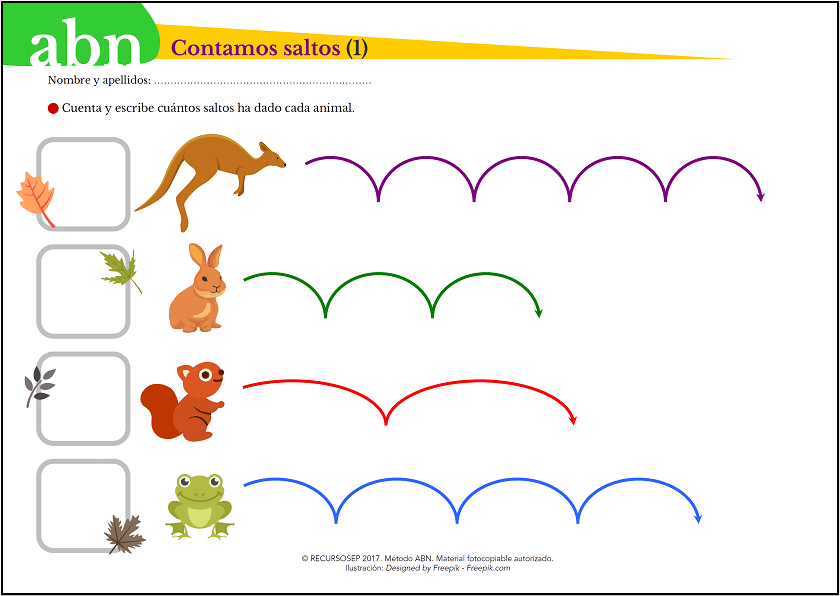 abn
Contamos saltos (1)
Nombre y apellidos: ..................................................................
Cuenta y escribe cuántos saltos ha dado cada animal.
© RECURSOSEP 2017. Método ABN. Material fotocopiable autorizado.
Ilustración: Designed by Freepik - Freepik.com